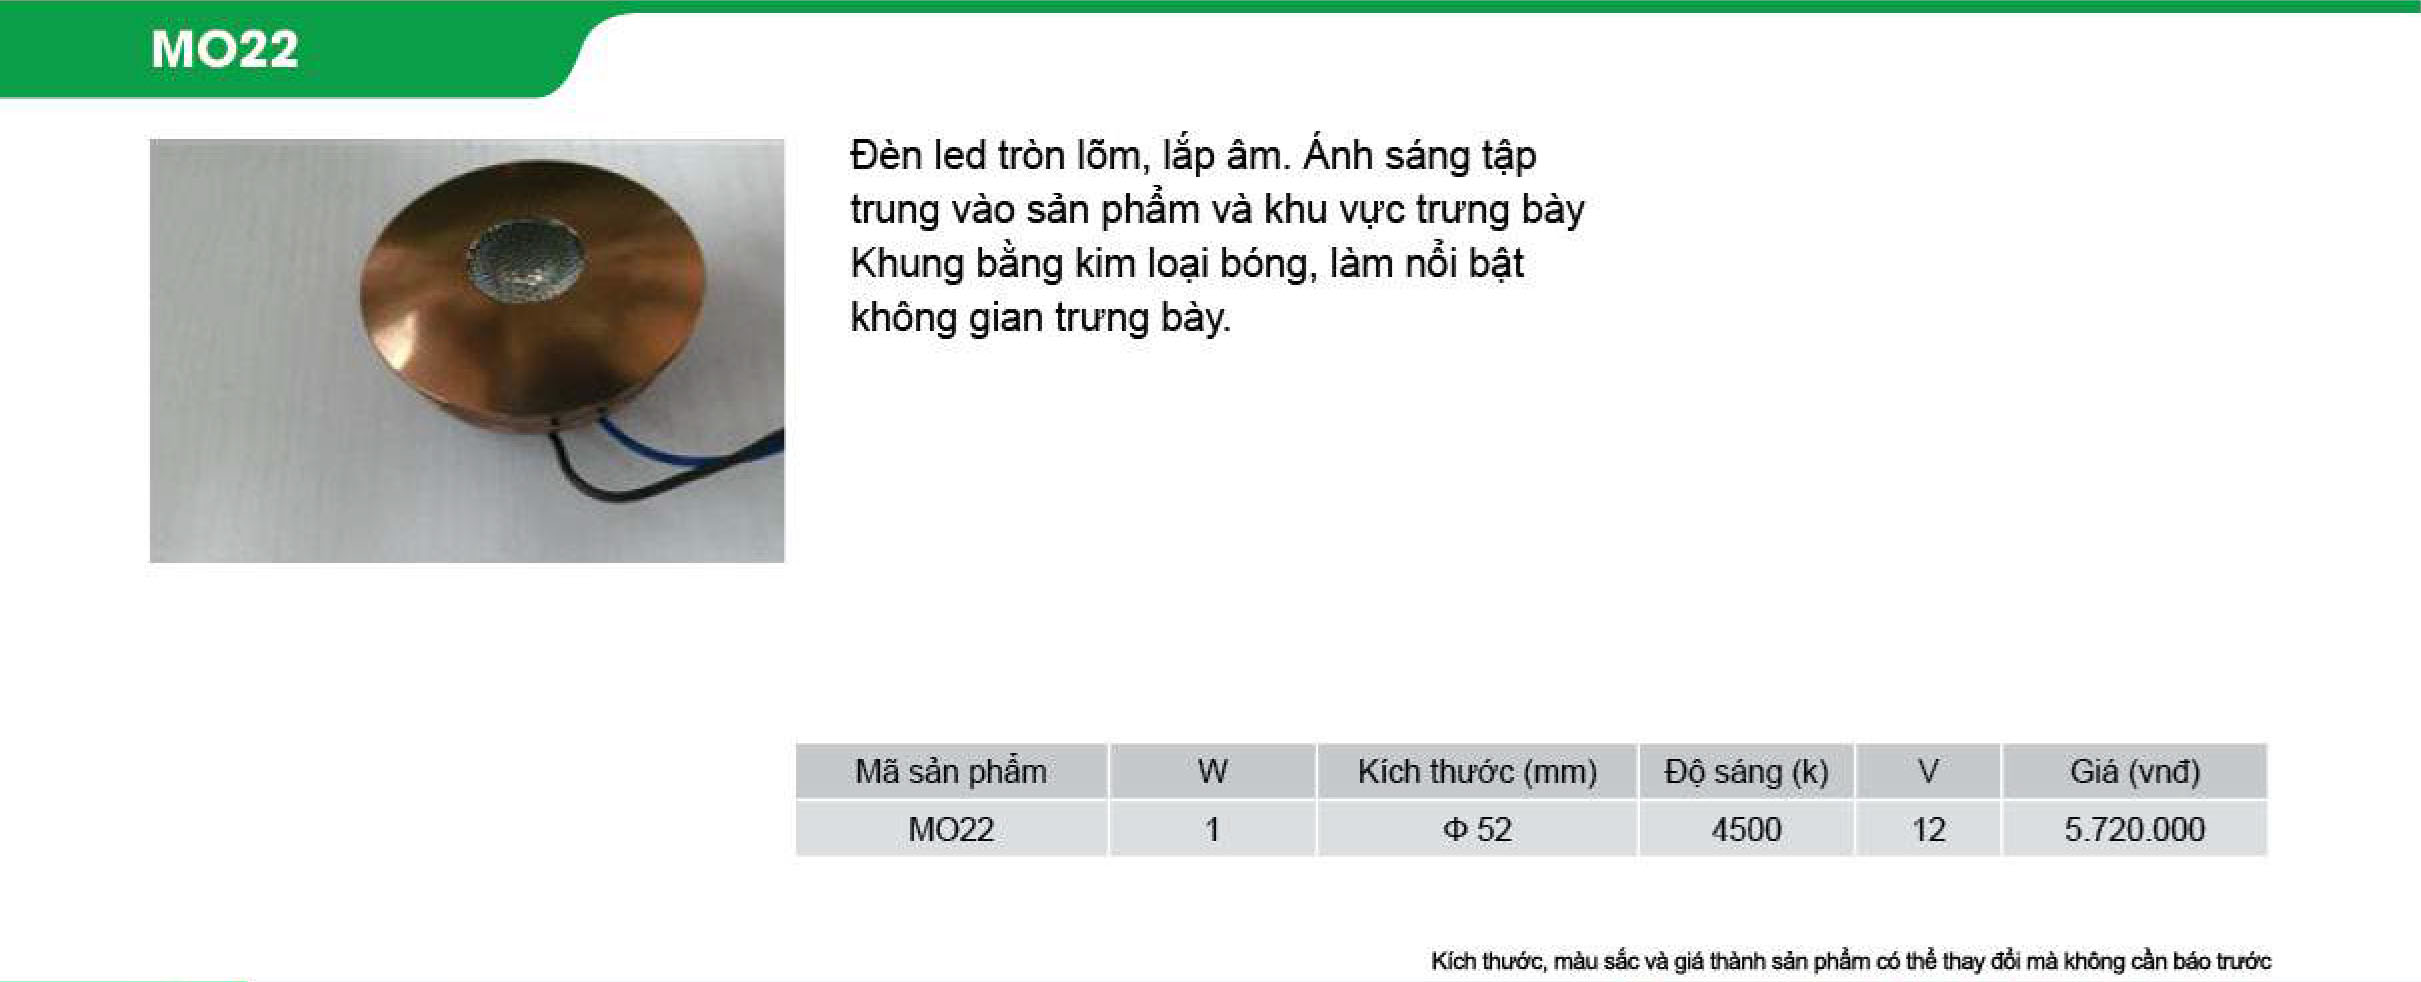 MO22
Đèn led tròn lõm, lắp âm. Ánh sáng tập
trung vào sản phẩm và khu vực trưng bày
Khung bằng kim loại bóng, làm nổi bật
không gian trưng bày.
Mã sản phẩm W Kích thước (mm) Độ sáng (k) V Giá (vnđ)
MO22 1 Φ 52 4500 12 5.720.000
Kích thước, màu sắc và giá thành sản phẩm có thể thay đổi mà không cần báo trước